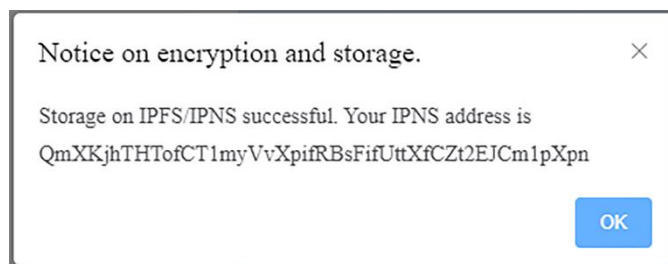 Notice on encryption and storage.
Storage on IPFS/IPNS successful. Your IPNS address is
QmXKjhTHTofCT1myVvXpifRBsFifUttXfCZt2EJCm1pXpn
OK